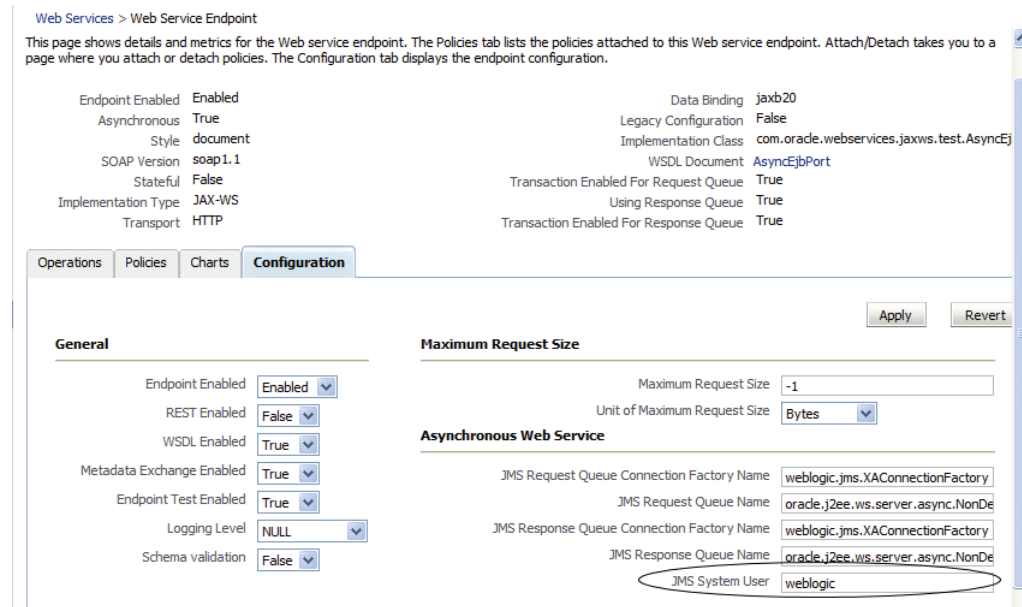 Web Services > Web Service Endpoint
This page shows details and metrics for the Web service endpoint. The Policies tab lists the policies attached to this Web service endpoint. Attach/Detach takes you to a
page where you attach or detach policies. The Configuration tab displays the endpoint configuration.
Endpoint Enabled Enabled
Asynchronous True
Style document
SOAP Version soap1.1
Stateful False
Implementation Type JAX-WS
Transport HTTP
Data Binding jaxb20
Legacy Configuration False
Implementation Class com.oracle.webservices.jaxws.test.AsyncEj
WSDL Document AsyncEjbPort
Transaction Enabled For Request Queue True
Using Response Queue True
Transaction Enabled For Response Queue True
Operations Policies Charts Configuration
Apply Revert
General
Endpoint Enabled Enabled
REST Enabled False
WSDL Enabled True
Metadata Exchange Enabled True
Endpoint Test Enabled True
Logging Level NULL
Schema validation False
Maximum Request Size
Maximum Request Size -1
Unit of Maximum Request Size Bytes
Asynchronous Web Service
JMS Request Queue Connection Factory Name weblogic.jms.XAConnectionFactory
JMS Request Queue Name oracle.j2ee.ws.server.async.NonDe
JMS Response Queue Connection Factory Name weblogic.jms.XAConnectionFactory
JMS Response Queue Name oracle.j2ee.ws.server.async.NonDe
JMS System User weblogic